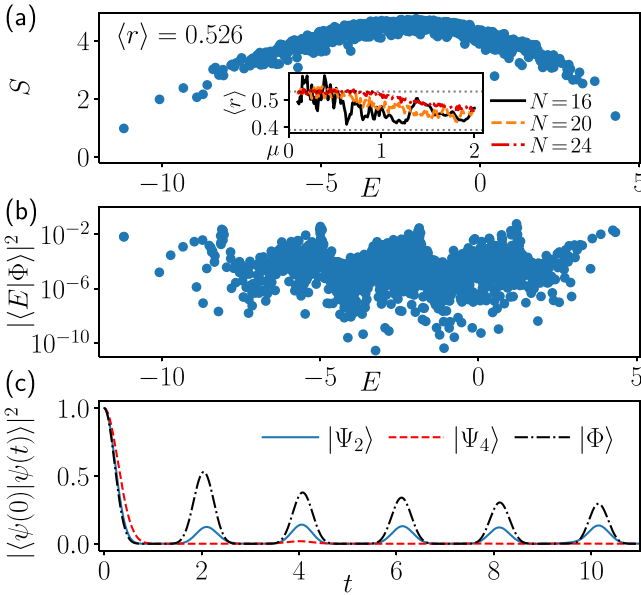 (a)
⟨r⟩ = 0.526
4
2
0
S
0.5
0.4
⟨r⟩
μ 0 1 2
N = 16
N = 20
N = 24
−10 −5 0 5
E
(b)
10⁻²
10⁻⁶
10⁻¹⁰
|⟨E|Φ⟩|²
−10 −5 0 5
E
(c)
1.0
0.5
0.0
|⟨ψ(0)|ψ(t)⟩|²
|Ψ₂⟩ |Ψ₄⟩ |Φ⟩
0 2 4 6 8 10
t